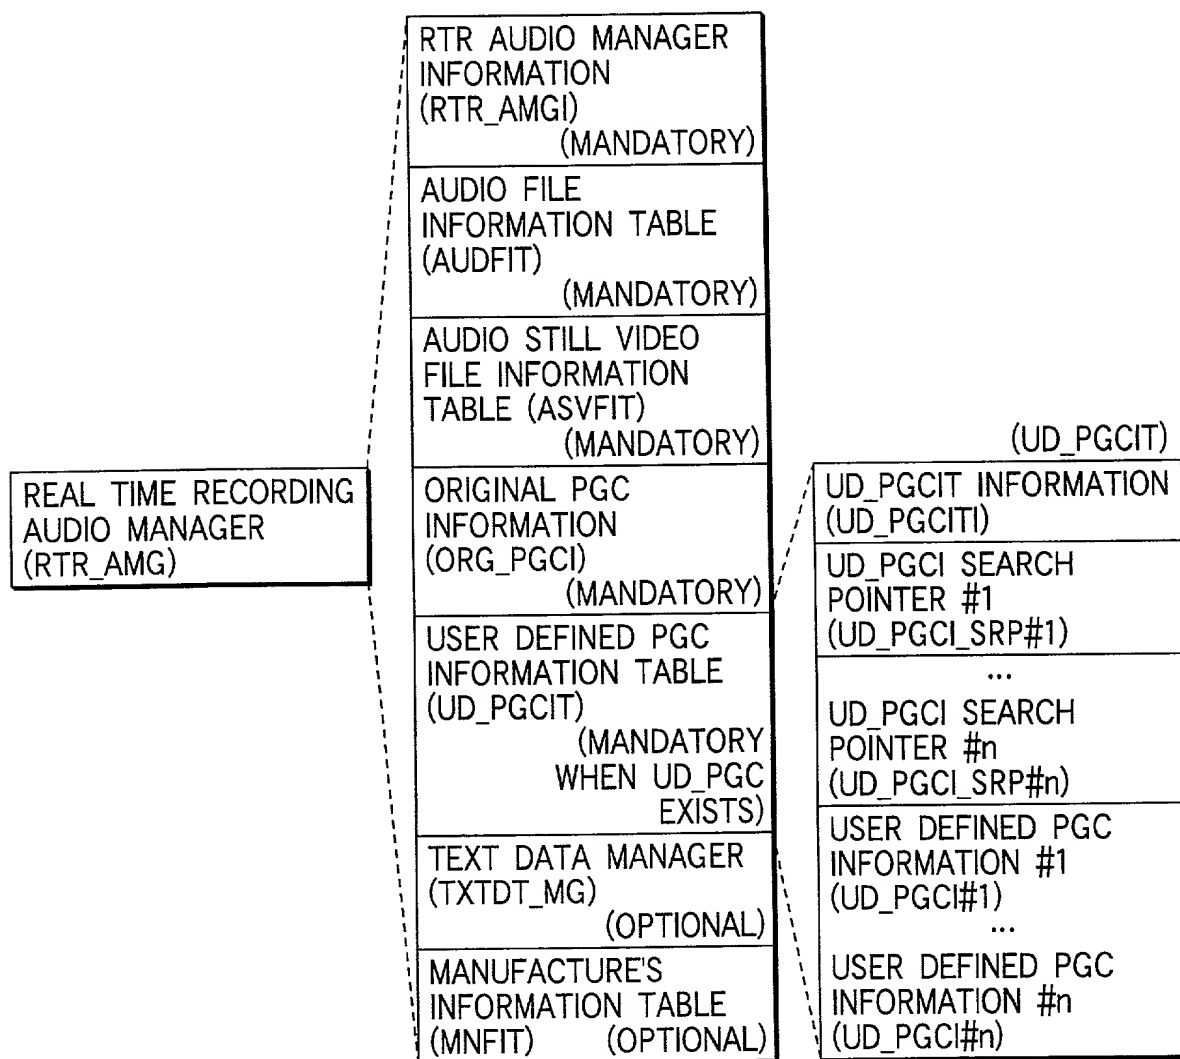 REAL TIME RECORDING
AUDIO MANAGER
(RTR_AMG)
RTR AUDIO MANAGER
INFORMATION
(RTR_AMGI)
(MANDATORY)
AUDIO FILE
INFORMATION TABLE
(AUDFIT)
(MANDATORY)
AUDIO STILL VIDEO
FILE INFORMATION
TABLE (ASVFIT)
(MANDATORY)
ORIGINAL PGC
INFORMATION
(ORG_PGCI)
(MANDATORY)
USER DEFINED PGC
INFORMATION TABLE
(UD_PGCIT)
(MANDATORY
WHEN UD_PGC
EXISTS)
TEXT DATA MANAGER
(TXTDT_MG)
(OPTIONAL)
MANUFACTURE'S
INFORMATION TABLE
(MNFIT) (OPTIONAL)
(UD_PGCIT)
UD_PGCIT INFORMATION
(UD_PGCITI)
UD_PGCI SEARCH
POINTER #1
(UD_PGCI_SRP#1)
...
UD_PGCI SEARCH
POINTER #n
(UD_PGCI_SRP#n)
USER DEFINED PGC
INFORMATION #1
(UD_PGCI#1)
...
USER DEFINED PGC
INFORMATION #n
(UD_PGCI#n)